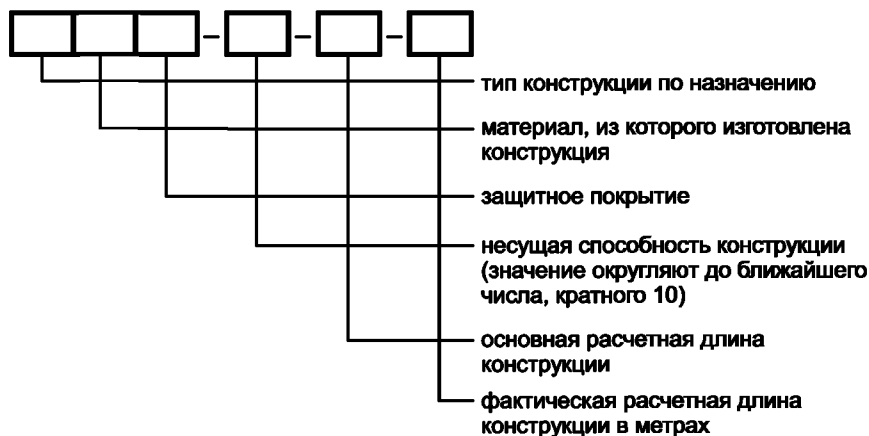 тип конструкции по назначению
материал, из которого изготовлена
конструкция
защитное покрытие
несущая способность конструкции
(значение округляют до ближайшего
числа, кратного 10)
основная расчетная длина
конструкции
фактическая расчетная длина
конструкции в метрах